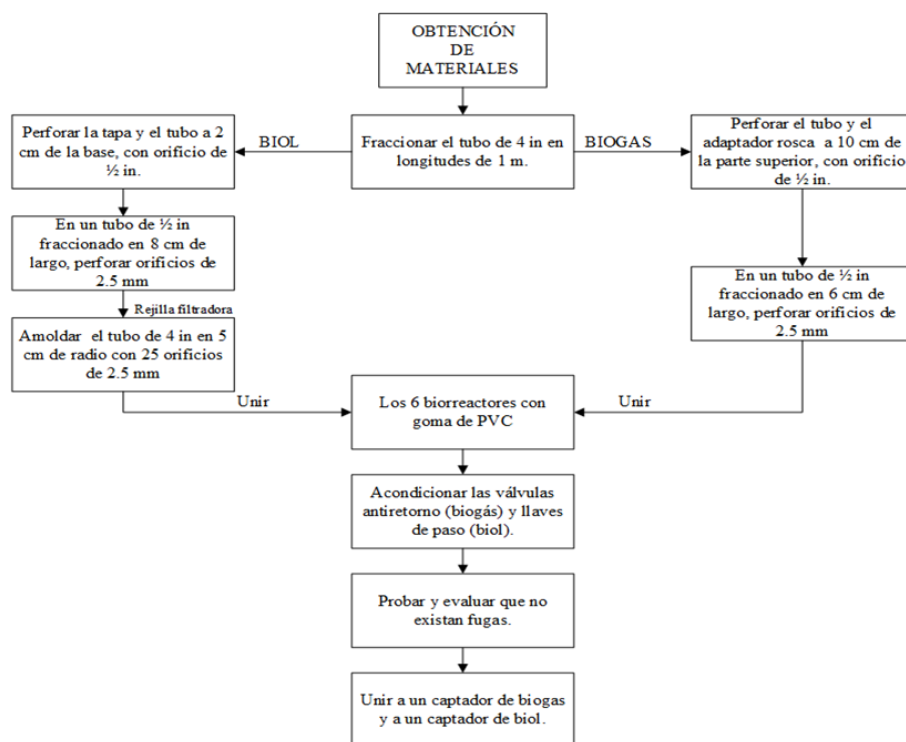 OBTENCIÓN
DE
MATERIALES
Perforar la tapa y el tubo a 2
cm de la base, con orificio de
½ in.
BIOL
Fraccionar el tubo de 4 in en
longitudes de 1 m.
BIOGAS
Perforar el tubo y el
adaptador rosca a 10 cm de
la parte superior, con orificio
de ½ in.
En un tubo de ½ in
fraccionado en 8 cm de
largo, perforar orificios de
2.5 mm
En un tubo de ½ in
fraccionado en 6 cm de
largo, perforar orificios de
2.5 mm
Rejilla filtradora
Amoldar el tubo de 4 in en 5
cm de radio con 25 orificios
de 2.5 mm
Unir
Los 6 biorreactores con
goma de PVC
Unir
Acondicionar las válvulas
antiretorno (biogás) y llaves
de paso (biol).
Probar y evaluar que no
existan fugas.
Unir a un captador de biogas
y a un captador de biol.